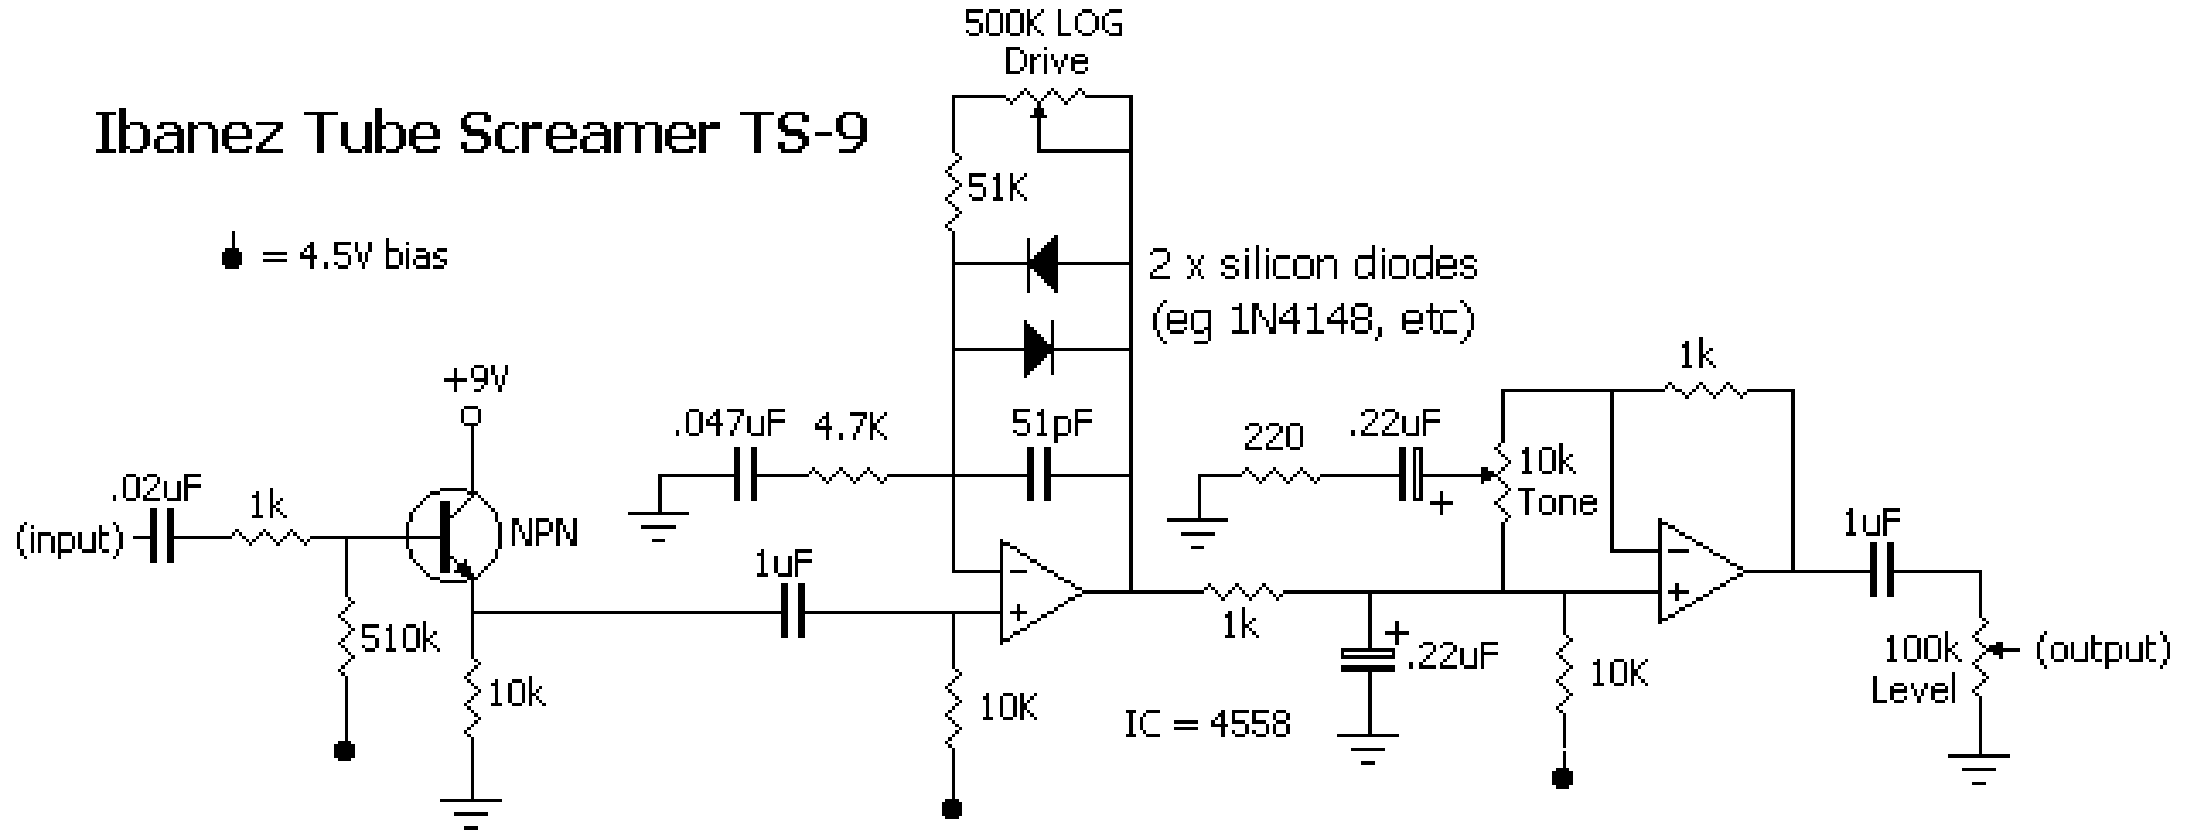 500K LOG
Drive
Ibanez Tube Screamer TS-9
51K
= 4.5V bias
2 x silicon diodes
(eg 1N4148, etc)
+9V
1k
.047uF
4.7K
51pF
220
.22uF
+
10k
Tone
.02uF
1k
(input)
NPN
1uF
1uF
−
+
−
+
510k
10k
10K
1k
+
.22uF
10K
100k
Level
(output)
IC = 4558